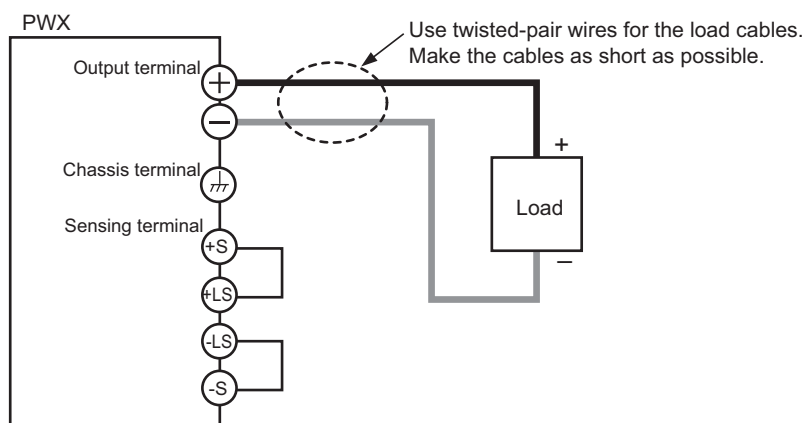 PWX
Use twisted-pair wires for the load cables.
Make the cables as short as possible.
Output terminal
+
−
+
Chassis terminal
Load
Sensing terminal
+S
−
+LS
-LS
-S